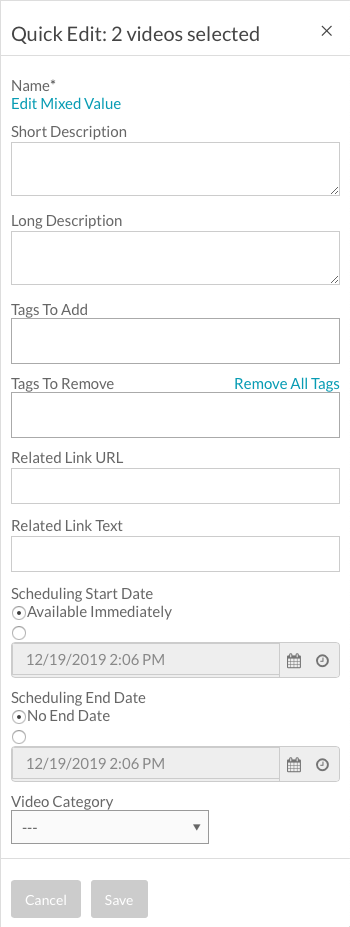 Quick Edit: 2 videos selected
Name*
Edit Mixed Value
Short Description
Long Description
Tags To Add
Tags To Remove Remove All Tags
Related Link URL
Related Link Text
Scheduling Start Date
Available Immediately
12/19/2019 2:06 PM
Scheduling End Date
No End Date
12/19/2019 2:06 PM
Video Category
---
Cancel Save